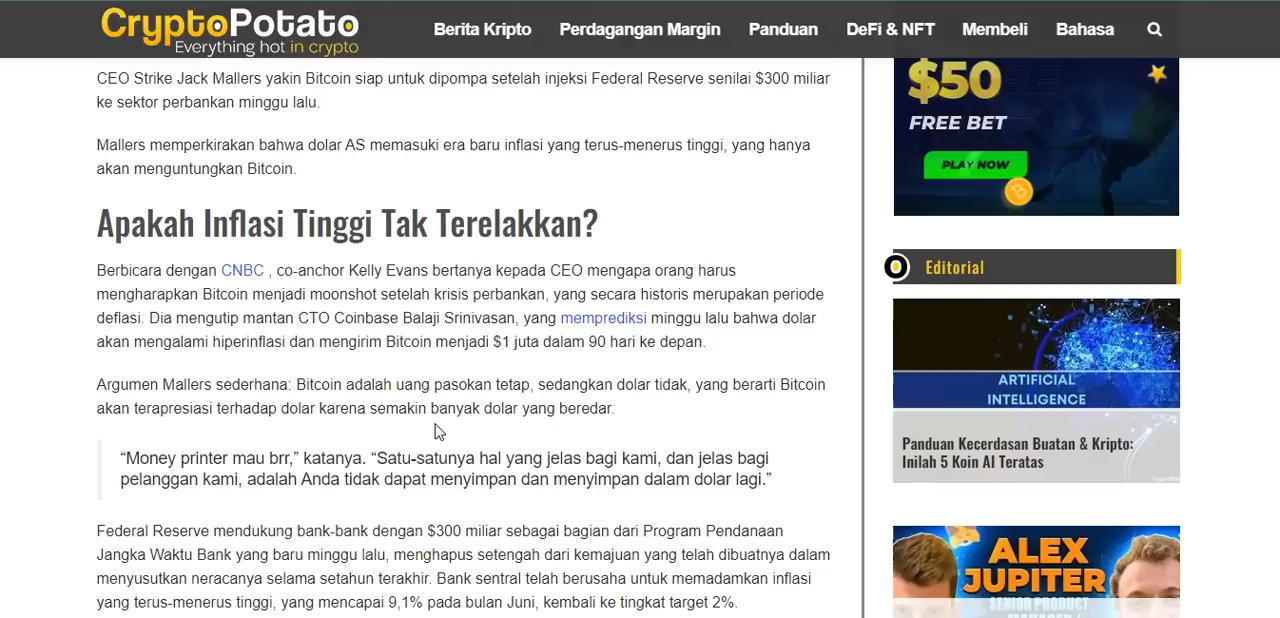 CryptoPotato
Everything hot in crypto
Berita Kripto Perdagangan Margin Panduan DeFi & NFT Membeli Bahasa
CEO Strike Jack Mallers yakin Bitcoin siap untuk dipompa setelah injeksi Federal Reserve senilai $300 miliar
ke sektor perbankan minggu lalu.
Mallers memperkirakan bahwa dolar AS memasuki era baru inflasi yang terus-menerus tinggi, yang hanya
akan menguntungkan Bitcoin.
Apakah Inflasi Tinggi Tak Terelakkan?
Berbicara dengan CNBC , co-anchor Kelly Evans bertanya kepada CEO mengapa orang harus
mengharapkan Bitcoin menjadi moonshot setelah krisis perbankan, yang secara historis merupakan periode
deflasi. Dia mengutip mantan CTO Coinbase Balaji Srinivasan, yang memprediksi minggu lalu bahwa dolar
akan mengalami hiperinflasi dan mengirim Bitcoin menjadi $1 juta dalam 90 hari ke depan.
Argumen Mallers sederhana: Bitcoin adalah uang pasokan tetap, sedangkan dolar tidak, yang berarti Bitcoin
akan terapresiasi terhadap dolar karena semakin banyak dolar yang beredar.
“Money printer mau brr,” katanya. “Satu-satunya hal yang jelas bagi kami, dan jelas bagi
pelanggan kami, adalah Anda tidak dapat menyimpan dan menyimpan dalam dolar lagi.”
Federal Reserve mendukung bank-bank dengan $300 miliar sebagai bagian dari Program Pendanaan
Jangka Waktu Bank yang baru minggu lalu, menghapus setengah dari kemajuan yang telah dibuatnya dalam
menyusutkan neracanya selama setahun terakhir. Bank sentral telah berusaha untuk memadamkan inflasi
yang terus-menerus tinggi, yang mencapai 9,1% pada bulan Juni, kembali ke tingkat target 2%.
$50
FREE BET
PLAY NOW
Editorial
ARTIFICIAL
INTELLIGENCE
Panduan Kecerdasan Buatan & Kripto:
Inilah 5 Koin AI Teratas
ALEX
JUPITER
SENIOR PRODUCT